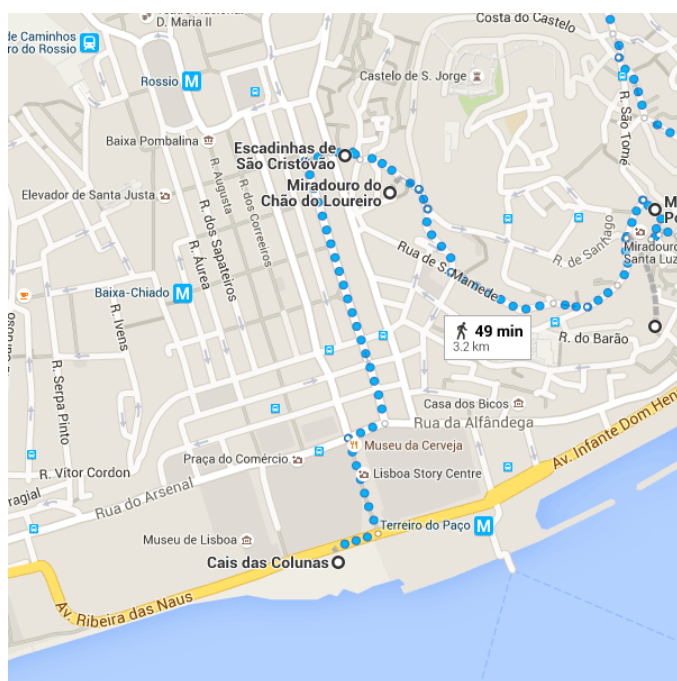 D. Maria II
Costa do Castelo
de Caminhos
ro do Rossio
Rossio M
Castelo de S. Jorge
R. São Tomé
Baixa Pombalina
Escadinhas de
São Cristóvão
Miradouro do
Chão do Loureiro
R. Augusta
R. dos Correeiros
R. dos Sapateiros
R. Áurea
Elevador de Santa Justa
M
Po
Miradouro
Santa Luz
R. de Santiago
Rua de S. Mamede
Baixa-Chiado M
49 min
3.2 km
R. do Barão
R. Ivens
R. Serpa Pinto
Casa dos Bicos
Rua da Alfândega
Museu da Cerveja
Av. Infante Dom Hen
Praça do Comércio
Lisboa Story Centre
R. Vítor Cordon
ragial
Rua do Arsenal
Terreiro do Paço M
Museu de Lisboa
Cais das Colunas
Av. Ribeira das Naus